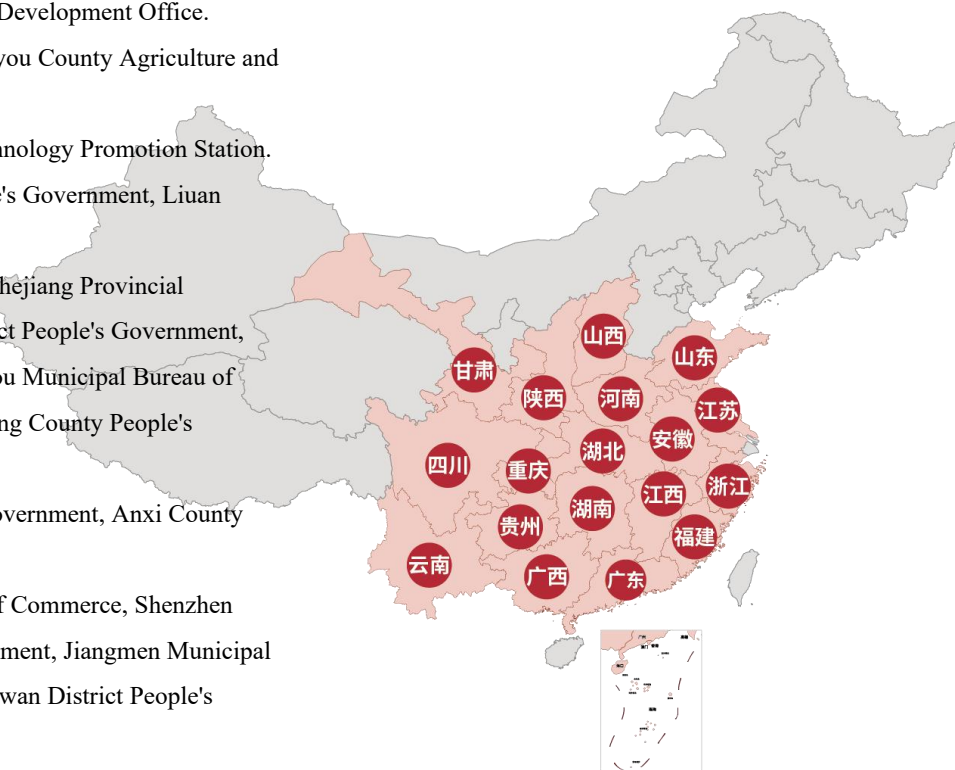 Development Office.
you County Agriculture and
nnology Promotion Station.
e's Government, Liuan
hejiang Provincial
ct People's Government,
ou Municipal Bureau of
ng County People's
overnment, Anxi County
f Commerce, Shenzhen
ment, Jiangmen Municipal
wan District People's
山西
山东
甘肃
陕西
河南
江苏
安徽
湖北
四川
重庆
江西
浙江
湖南
贵州
福建
云南
广西
广东